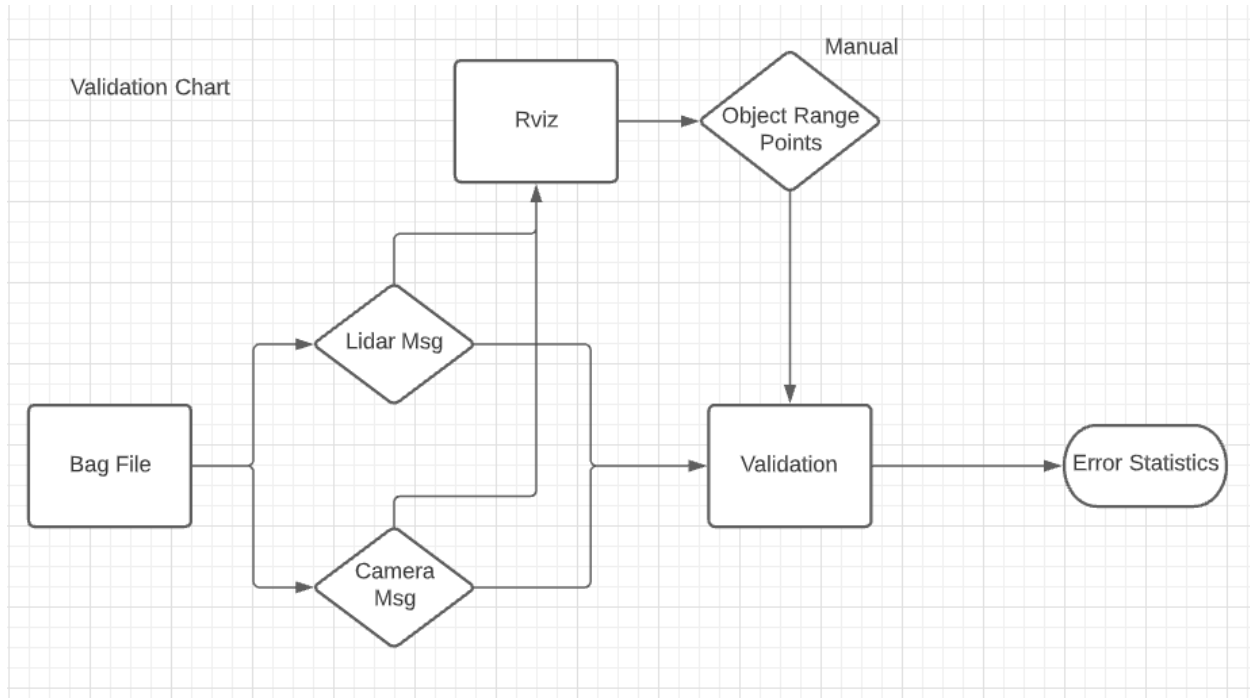 Manual
Validation Chart
Rviz
Object Range
Points
Lidar Msg
Bag File
Validation
Error Statistics
Camera
Msg